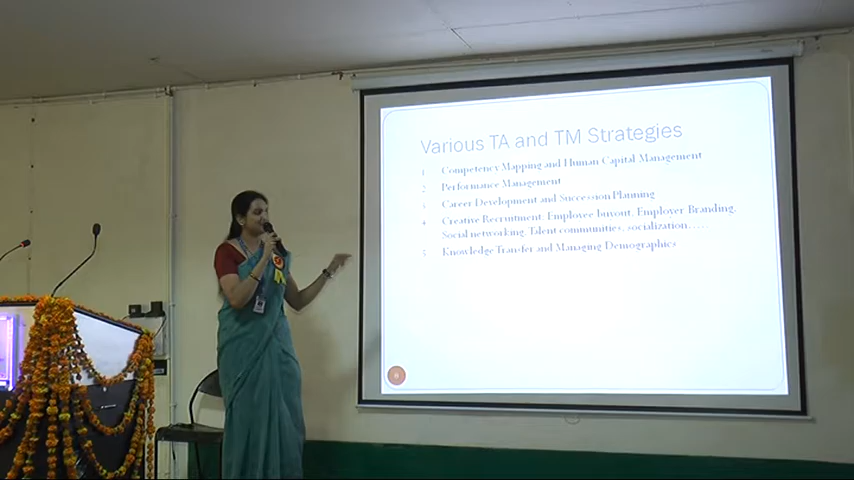 Various TA and TM Strategies
1. Competency Mapping and Human Capital Management
2. Performance Management
3. Career Development and Succession Planning
4. Creative Recruitment, Employee buyout, Employer Branding,
Social networking, Talent communities, socialization.....
5. Knowledge Transfer and Managing Demographics
8